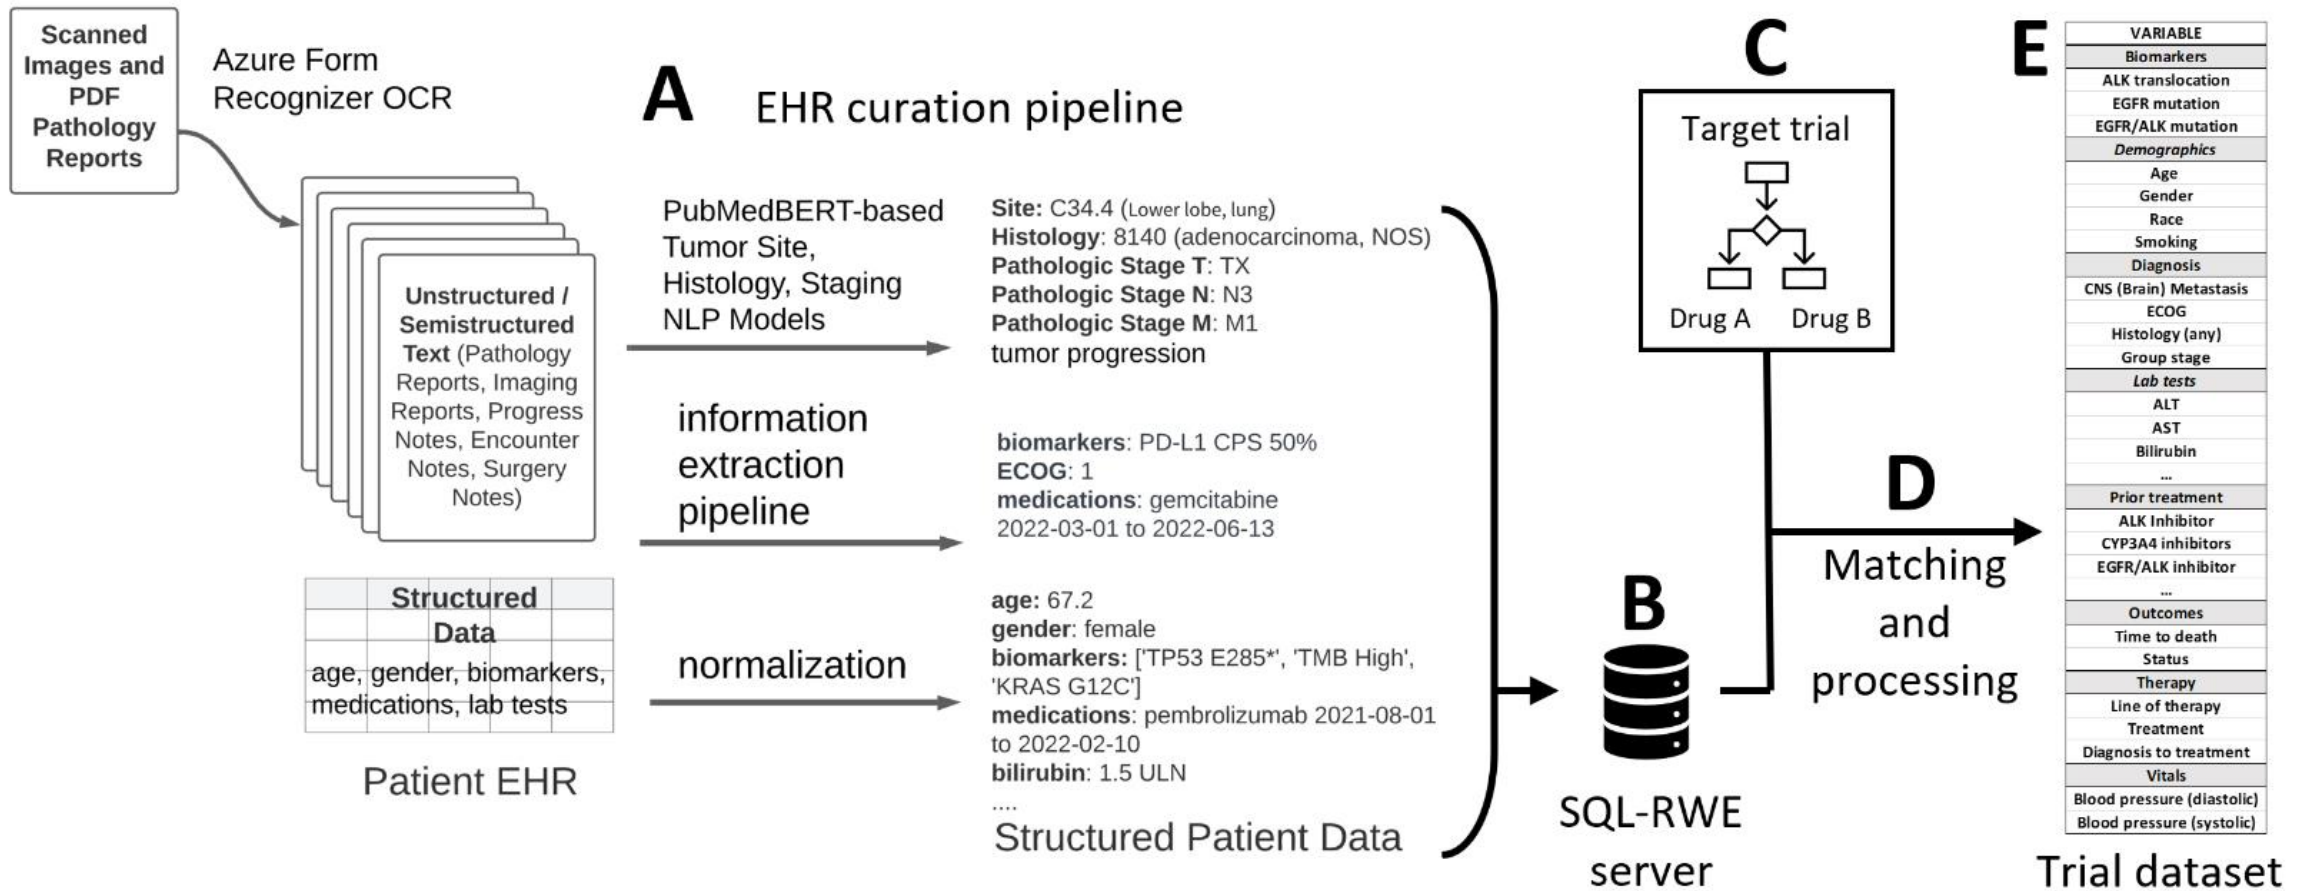 Scanned
Images and
PDF
Pathology
Reports
Azure Form
Recognizer OCR
A
EHR curation pipeline
Unstructured /
Semistructured
Text (Pathology
Reports, Imaging
Reports, Progress
Notes, Encounter
Notes, Surgery
Notes)
Structured
Data
age, gender, biomarkers,
medications, lab tests
Patient EHR
PubMedBERT-based
Tumor Site,
Histology, Staging
NLP Models
information
extraction
pipeline
normalization
Site: C34.4 (Lower lobe, lung)
Histology: 8140 (adenocarcinoma, NOS)
Pathologic Stage T: TX
Pathologic Stage N: N3
Pathologic Stage M: M1
tumor progression
biomarkers: PD-L1 CPS 50%
ECOG: 1
medications: gemcitabine
2022-03-01 to 2022-06-13
age: 67.2
gender: female
biomarkers: ['TP53 E285*', 'TMB High',
'KRAS G12C']
medications: pembrolizumab 2021-08-01
to 2022-02-10
bilirubin: 1.5 ULN
....
Structured Patient Data
B
SQL-RWE
server
C
Target trial
Drug A
Drug B
D
Matching
and
processing
E
VARIABLE
Biomarkers
ALK translocation
EGFR mutation
EGFR/ALK mutation
Demographics
Age
Gender
Race
Smoking
Diagnosis
CNS (Brain) Metastasis
ECOG
Histology (any)
Group stage
Lab tests
ALT
AST
Bilirubin
...
Prior treatment
ALK Inhibitor
CYP3A4 inhibitors
EGFR/ALK inhibitor
...
Outcomes
Time to death
Status
Therapy
Line of therapy
Treatment
Diagnosis to treatment
Vitals
Blood pressure (diastolic)
Blood pressure (systolic)
Trial dataset